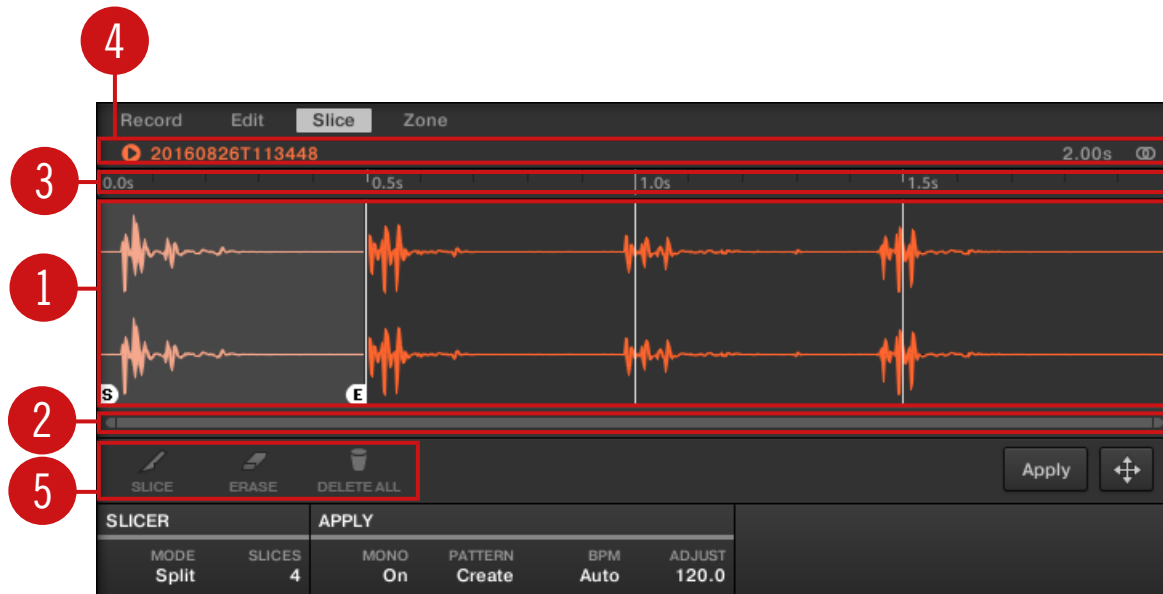 4
Record Edit Slice Zone
20160826T113448 2.00s
3
0.0s 0.5s 1.0s 1.5s
1
S E
2
5
SLICE ERASE DELETE ALL Apply
SLICER APPLY
MODE SLICES MONO PATTERN BPM ADJUST
Split 4 On Create Auto 120.0